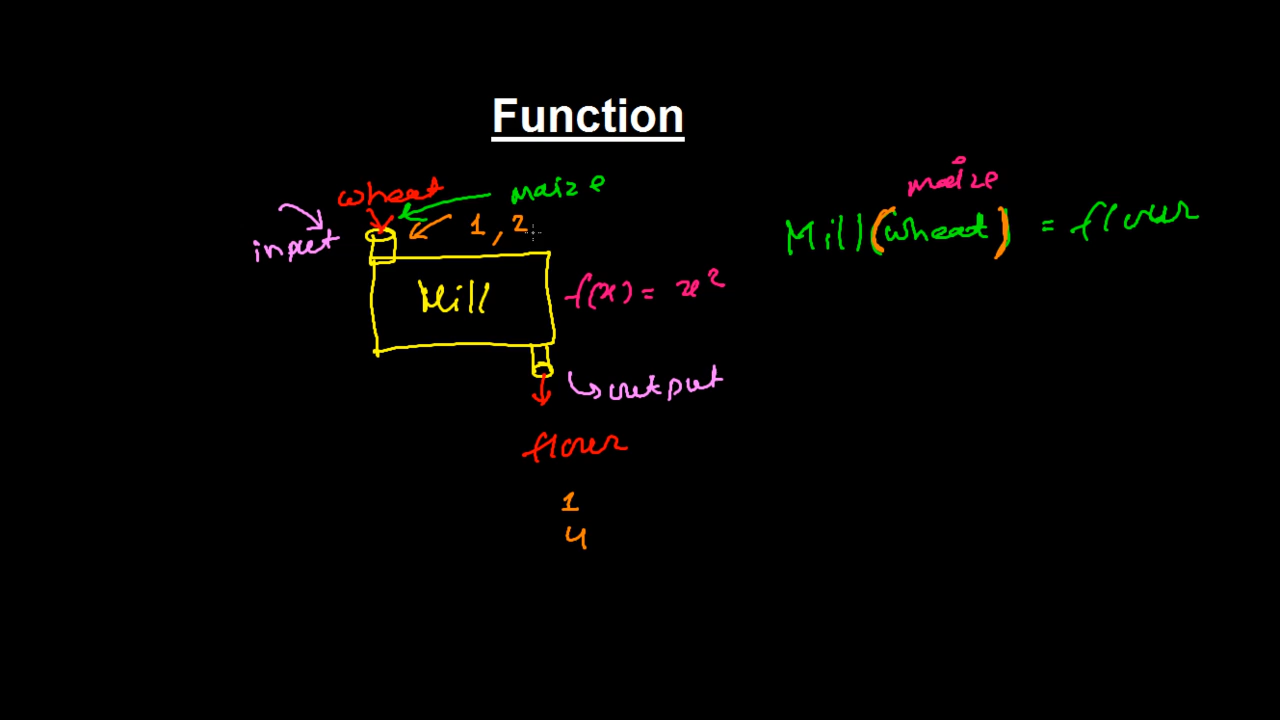 Function
wheat
maize
input
1, 2
Mill
f(x) = x²
output
flour
1
4
maize
Mill(wheat) = flour